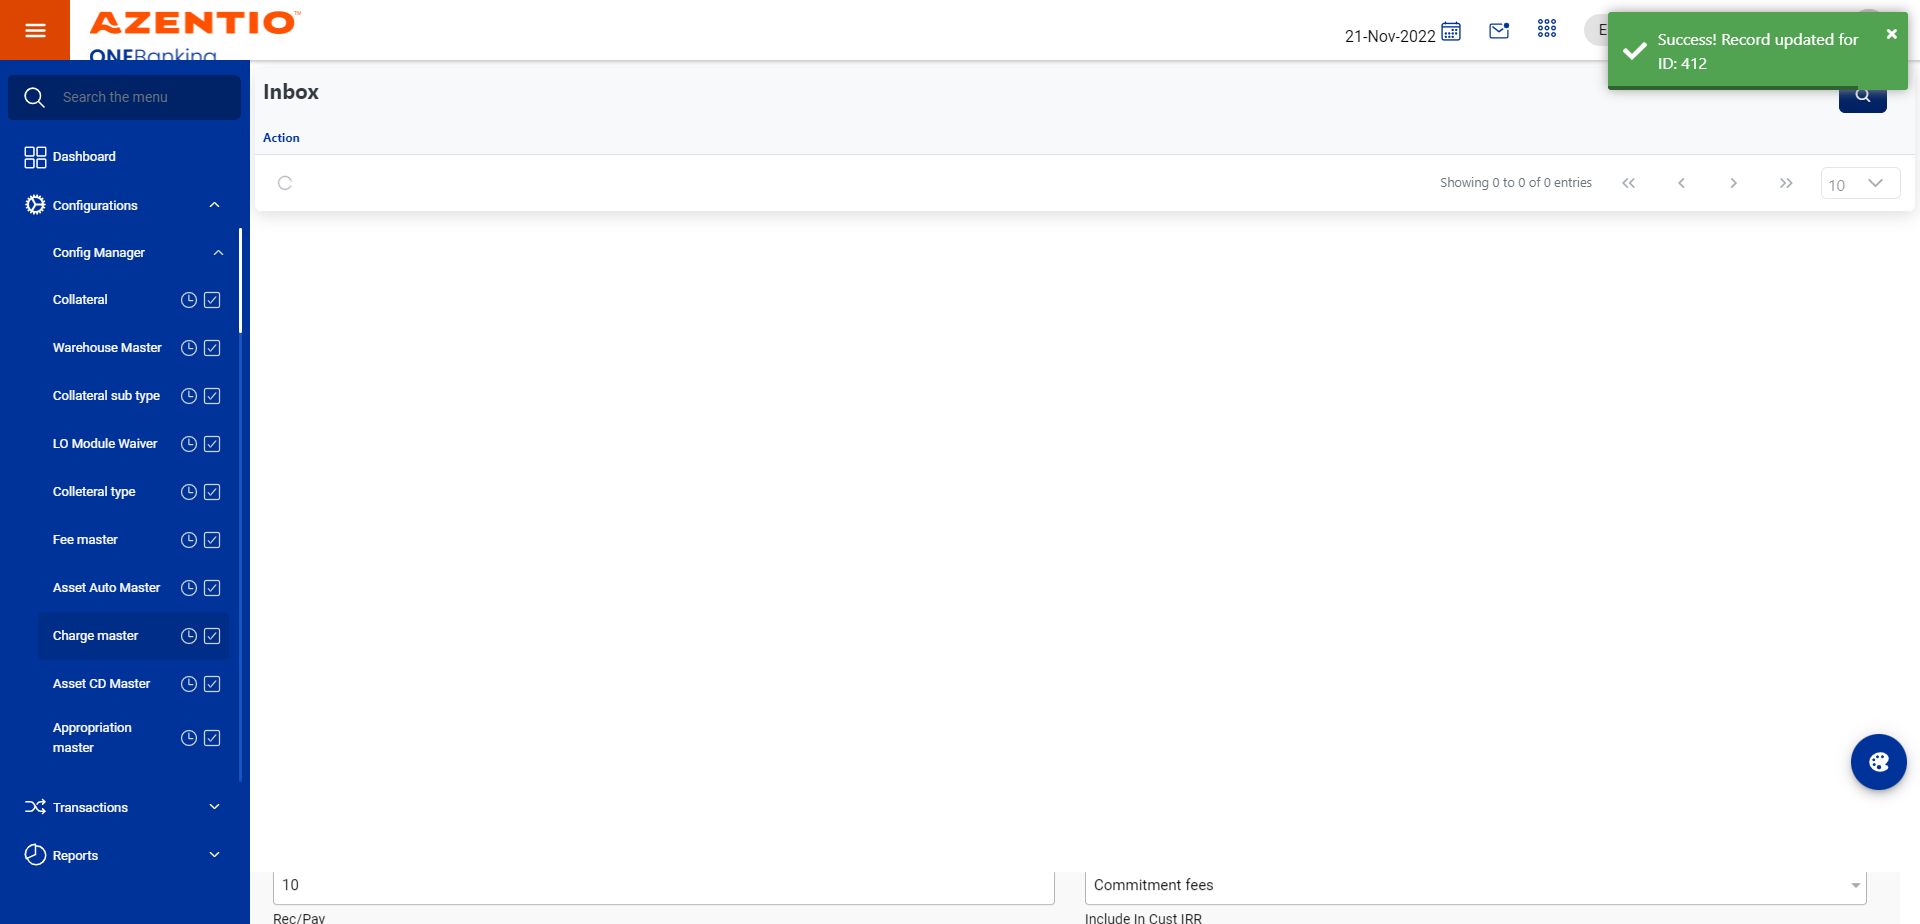 AZENTIO™
ONEBanking
21-Nov-2022
E
Success! Record updated for
ID: 412
Search the menu
Dashboard
Configurations
Config Manager
Collateral
Warehouse Master
Collateral sub type
LO Module Waiver
Colleteral type
Fee master
Asset Auto Master
Charge master
Asset CD Master
Appropriation
master
Transactions
Reports
Inbox
Action
Showing 0 to 0 of 0 entries
10
10
Commitment fees
Rec/Pay
Include In Cust IRR